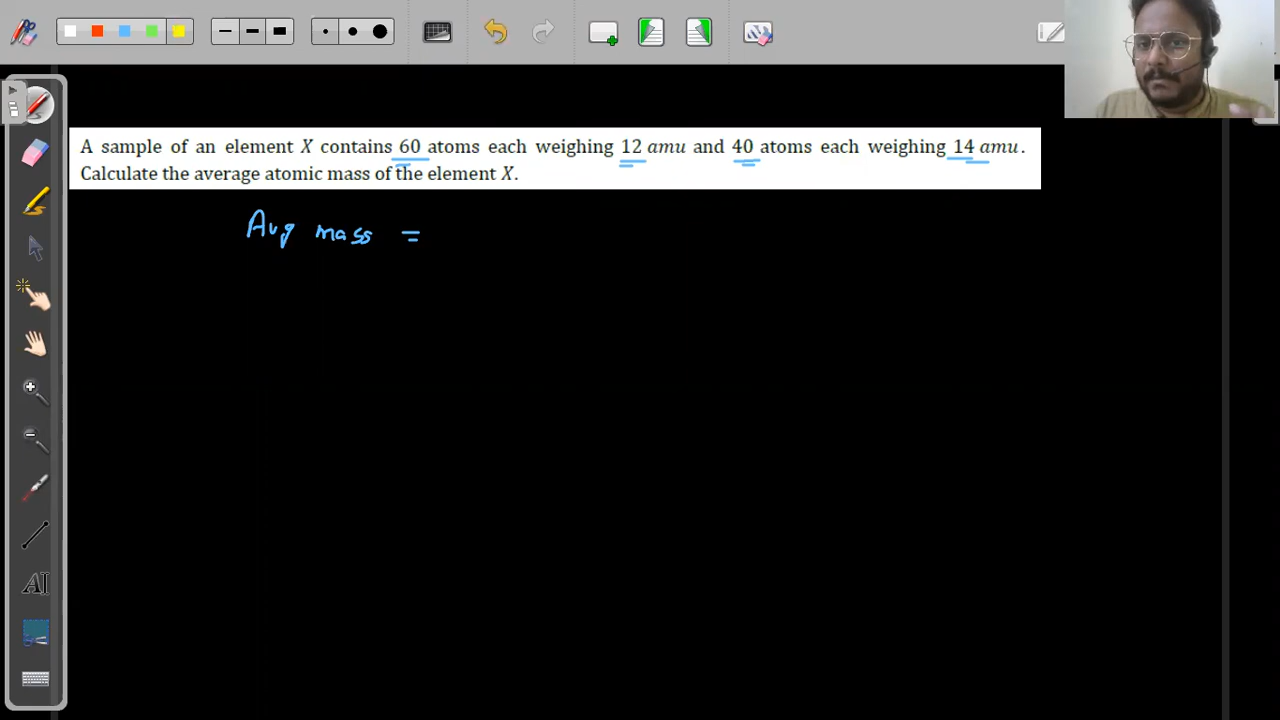 A sample of an element X contains 60 atoms each weighing 12 amu and 40 atoms each weighing 14 amu.
Calculate the average atomic mass of the element X.
Avg mass =